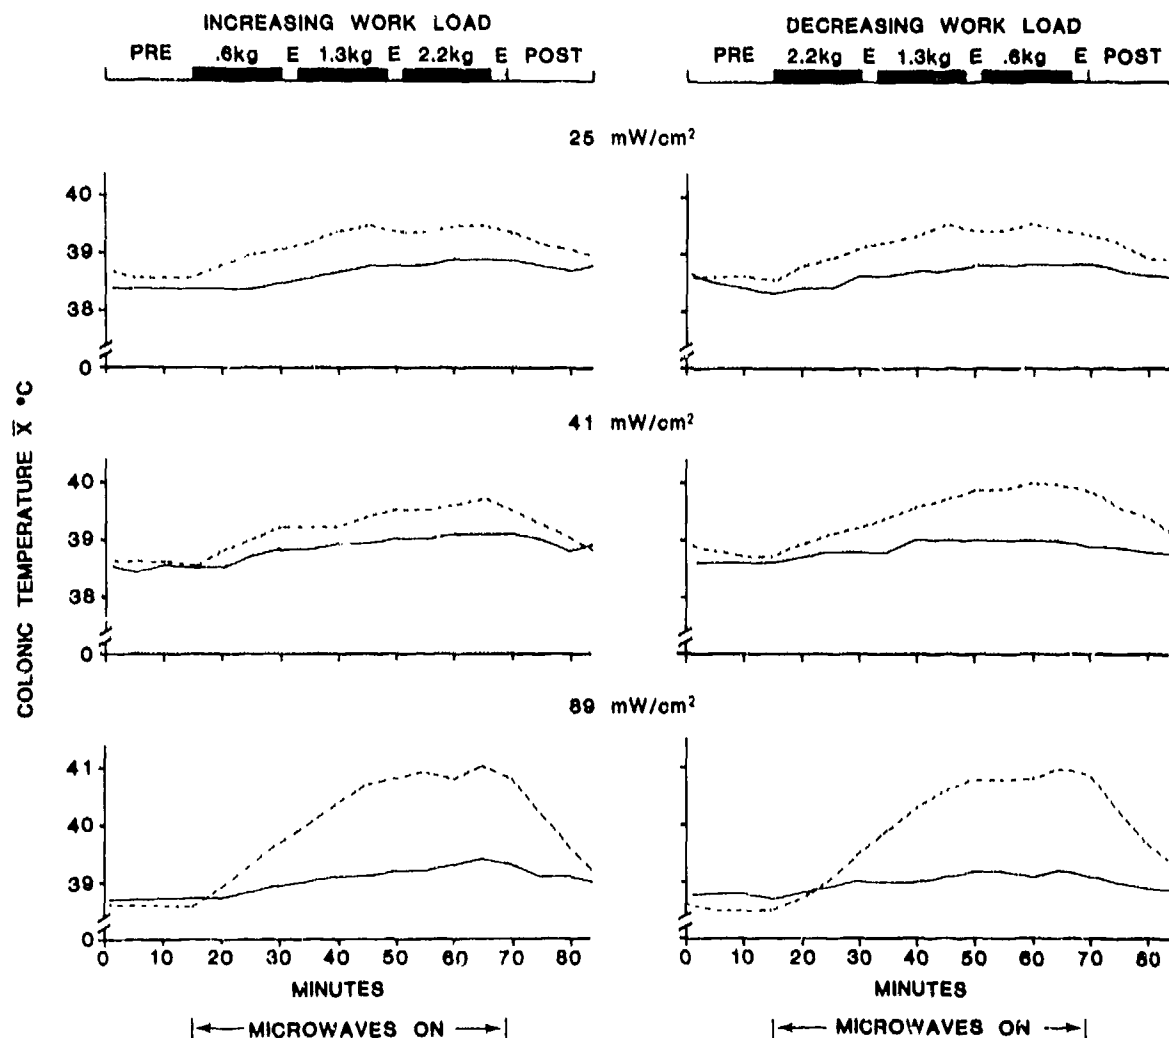 INCREASING WORK LOAD
PRE .6kg E 1.3kg E 2.2kg E POST
DECREASING WORK LOAD
PRE 2.2kg E 1.3kg E .6kg E POST
25 mW/cm²
40
39
38
0
41 mW/cm²
40
39
38
0
89 mW/cm²
41
40
39
0
COLONIC TEMPERATURE X̅ °C
0 10 20 30 40 50 60 70 80
MINUTES
MICROWAVES ON
0 10 20 30 40 50 60 70 80
MINUTES
MICROWAVES ON